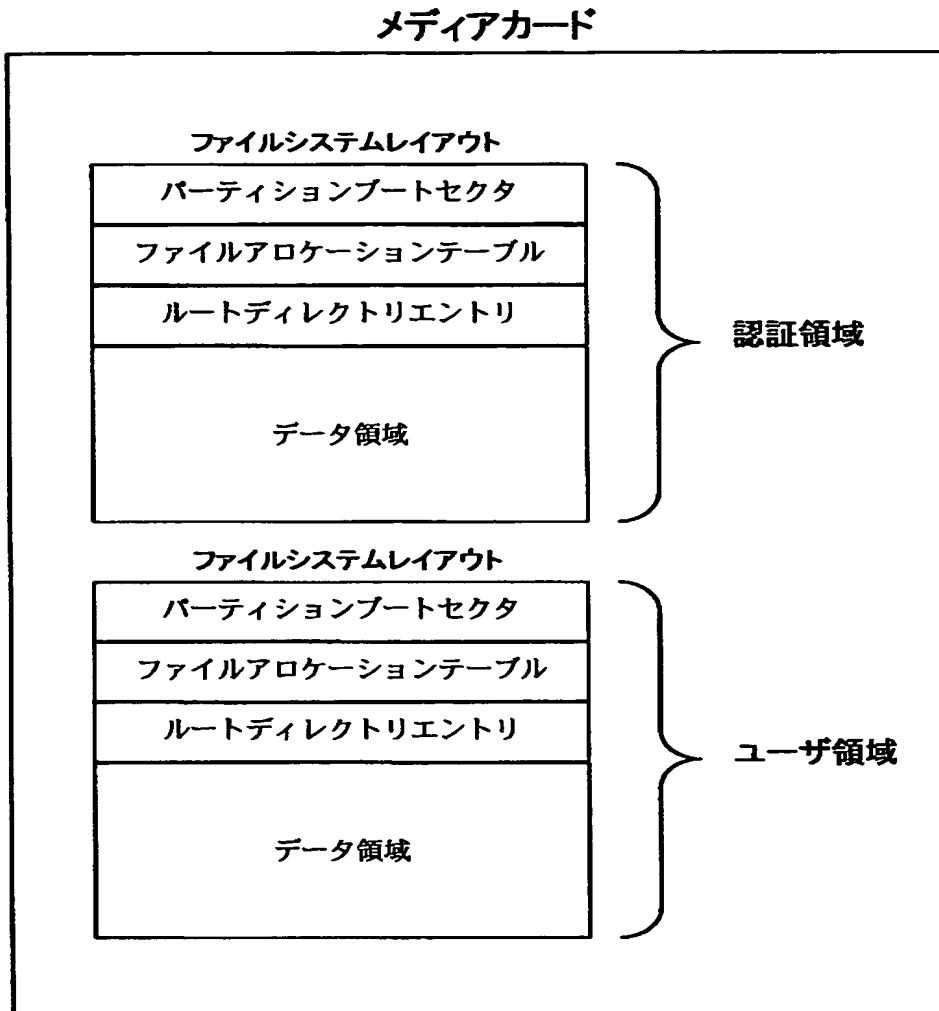 メディアカード
ファイルシステムレイアウト
パーティションブートセクタ
ファイルアロケーションテーブル
ルートディレクトリエントリ
データ領域
認証領域
ファイルシステムレイアウト
パーティションブートセクタ
ファイルアロケーションテーブル
ルートディレクトリエントリ
データ領域
ユーザ領域